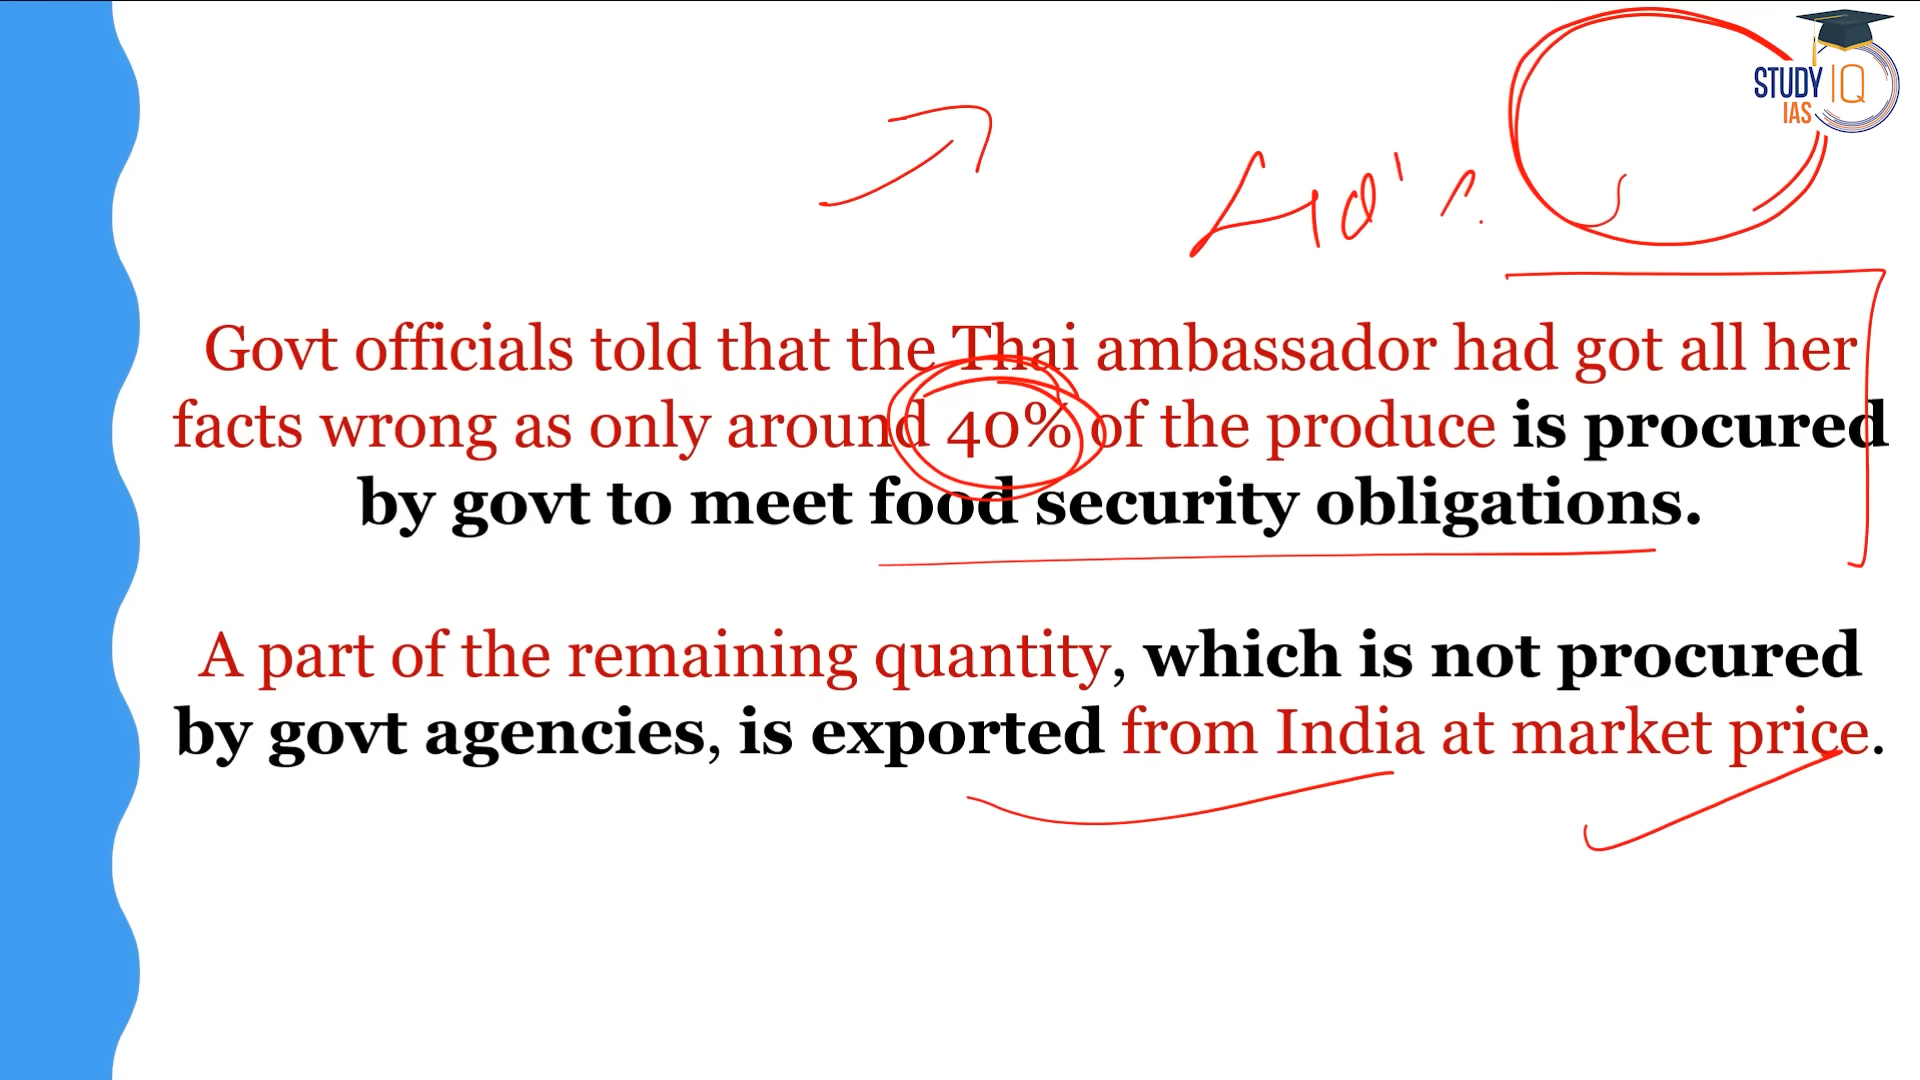 STUDY IQ
IAS
40%
Govt officials told that the Thai ambassador had got all her
facts wrong as only around 40% of the produce is procured
by govt to meet food security obligations.
A part of the remaining quantity, which is not procured
by govt agencies, is exported from India at market price.